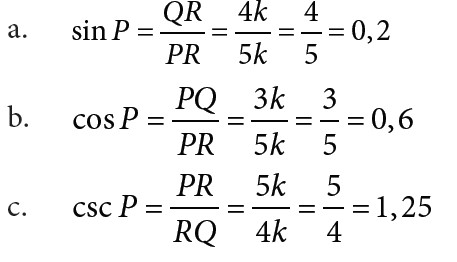 a. sin P = QR/PR = 4k/5k = 4/5 = 0,2
b. cos P = PQ/PR = 3k/5k = 3/5 = 0,6
c. csc P = PR/RQ = 5k/4k = 5/4 = 1,25